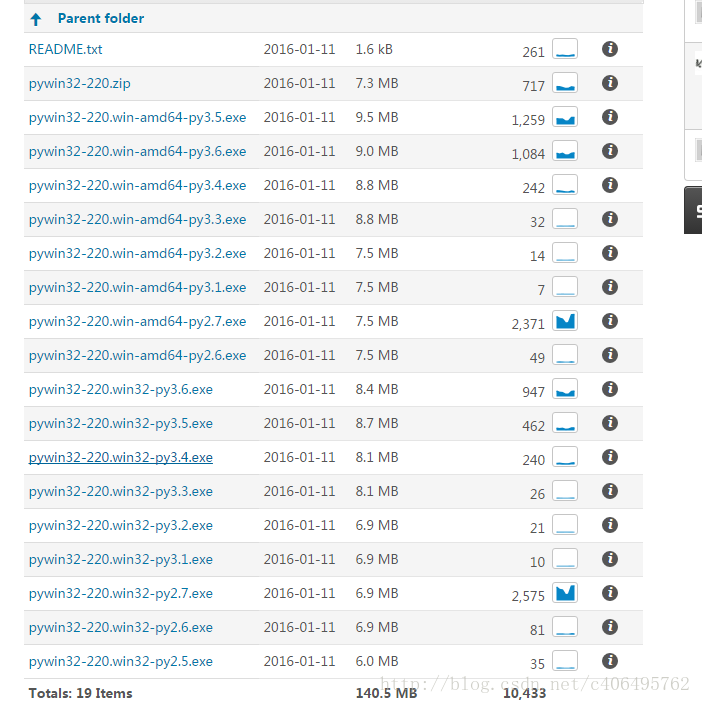 Parent folder
README.txt 2016-01-11 1.6 kB 261
pywin32-220.zip 2016-01-11 7.3 MB 717
pywin32-220.win-amd64-py3.5.exe 2016-01-11 9.5 MB 1,259
pywin32-220.win-amd64-py3.6.exe 2016-01-11 9.0 MB 1,084
pywin32-220.win-amd64-py3.4.exe 2016-01-11 8.8 MB 242
pywin32-220.win-amd64-py3.3.exe 2016-01-11 8.8 MB 32
pywin32-220.win-amd64-py3.2.exe 2016-01-11 7.5 MB 14
pywin32-220.win-amd64-py3.1.exe 2016-01-11 7.5 MB 7
pywin32-220.win-amd64-py2.7.exe 2016-01-11 7.5 MB 2,371
pywin32-220.win-amd64-py2.6.exe 2016-01-11 7.5 MB 49
pywin32-220.win32-py3.6.exe 2016-01-11 8.4 MB 947
pywin32-220.win32-py3.5.exe 2016-01-11 8.7 MB 462
pywin32-220.win32-py3.4.exe 2016-01-11 8.1 MB 240
pywin32-220.win32-py3.3.exe 2016-01-11 8.1 MB 26
pywin32-220.win32-py3.2.exe 2016-01-11 6.9 MB 21
pywin32-220.win32-py3.1.exe 2016-01-11 6.9 MB 10
pywin32-220.win32-py2.7.exe 2016-01-11 6.9 MB 2,575
pywin32-220.win32-py2.6.exe 2016-01-11 6.9 MB 81
pywin32-220.win32-py2.5.exe 2016-01-11 6.0 MB 35
Totals: 19 Items 140.5 MB 10,433
http://blog.csdn.net/c406495762